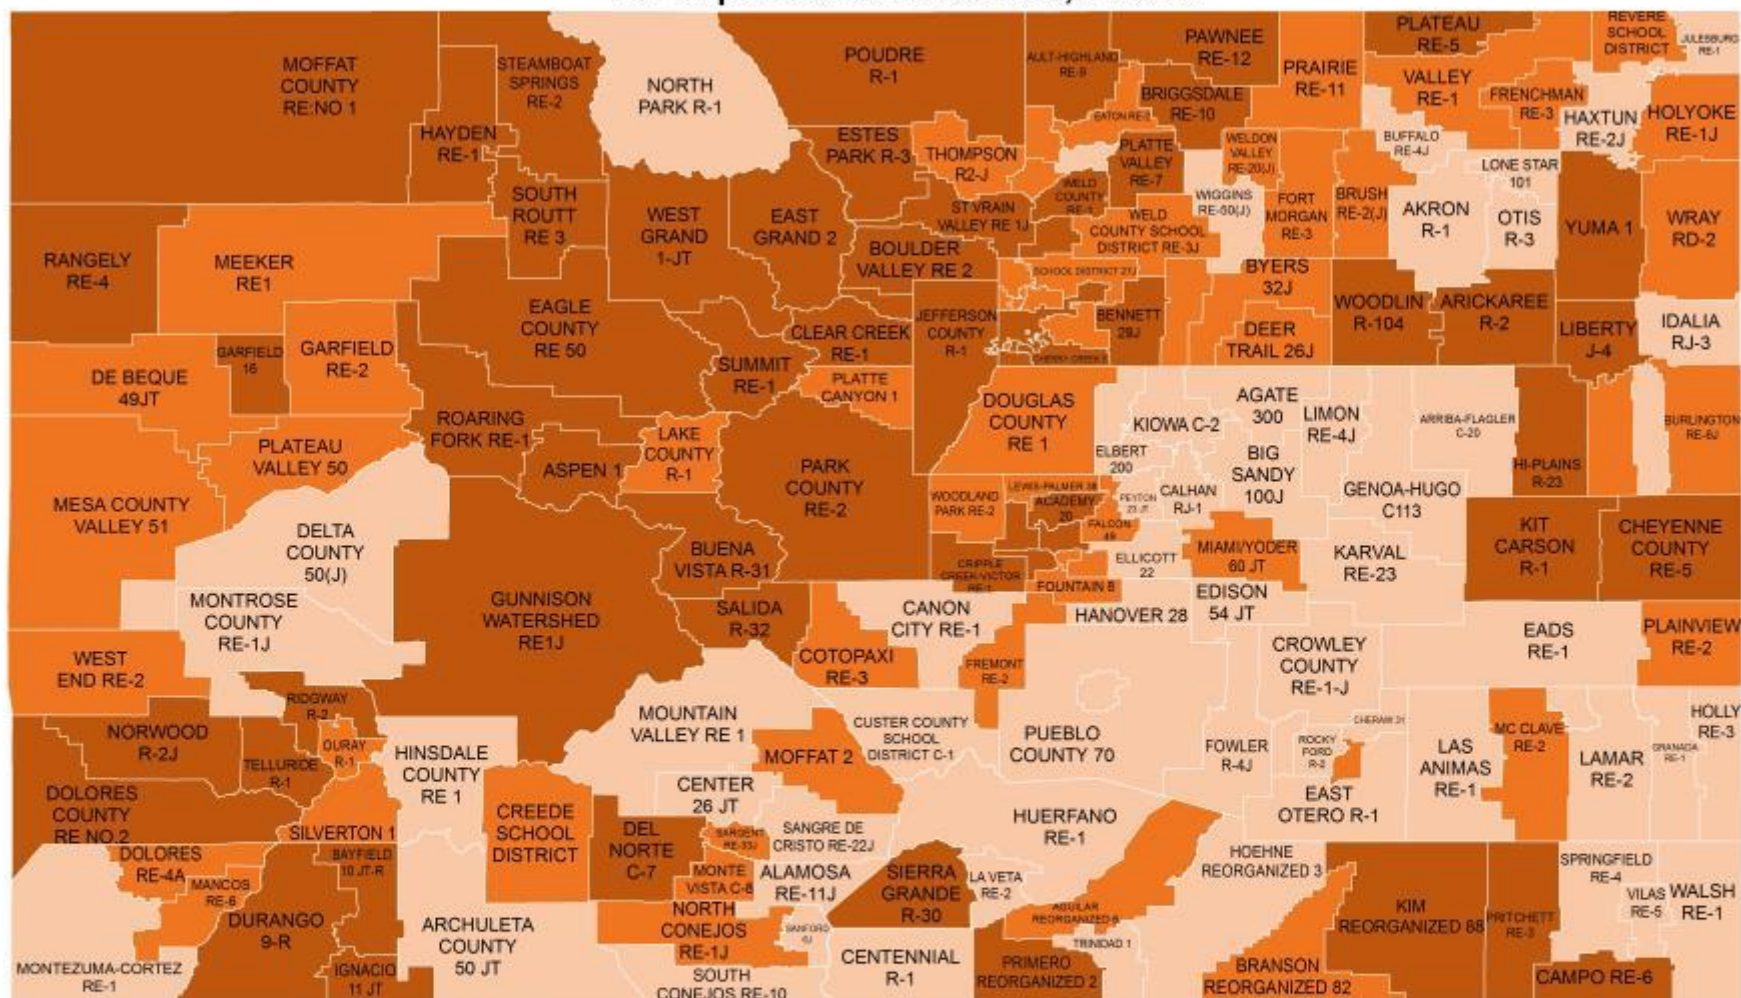 MOFFAT
COUNTY
RE:NO 1
STEAMBOAT
SPRINGS
RE-2
NORTH
PARK R-1
POUDRE
R-1
AULT-HIGHLAND
RE-9
PAWNEE
RE-12
PLATEAU
RE-5
REVERE
SCHOOL
DISTRICT
JULESBURG
RE-1
HAYDEN
RE-1
ESTES
PARK R-3
THOMPSON
R2-J
EATON RE-2
BRIGGSDALE
RE-10
PRAIRIE
RE-11
VALLEY
RE-1
FRENCHMAN
RE-3
HAXTUN
RE-2J
HOLYOKE
RE-1J
BUFFALO
RE-4J
PLATTE
VALLEY
RE-7
WELDON
VALLEY
RE-20(J)
LONE STAR
101
SOUTH
ROUTT
RE 3
WEST
GRAND
1-JT
EAST
GRAND 2
ST VRAIN
VALLEY RE 1J
WELD
COUNTY
RE-1
WIGGINS
RE-50(J)
FORT
MORGAN
RE-3
BRUSH
RE-2(J)
AKRON
R-1
OTIS
R-3
YUMA 1
WRAY
RD-2
WELD
COUNTY SCHOOL
DISTRICT RE-3J
RANGELY
RE-4
MEEKER
RE1
BOULDER
VALLEY RE 2
SCHOOL DISTRICT 27J
BYERS
32J
EAGLE
COUNTY
RE 50
CLEAR CREEK
RE-1
JEFFERSON
COUNTY
R-1
BENNETT
29J
DEER
TRAIL 26J
WOODLIN
R-104
ARICKAREE
R-2
LIBERTY
J-4
IDALIA
RJ-3
GARFIELD
16
GARFIELD
RE-2
SUMMIT
RE-1
CHERRY CREEK 5
DE BEQUE
49JT
PLATTE
CANYON 1
DOUGLAS
COUNTY
RE 1
AGATE
300
KIOWA C-2
LIMON
RE-4J
ARRIBA-FLAGLER
C-20
BURLINGTON
RE-6J
PLATEAU
VALLEY 50
ROARING
FORK RE-1
LAKE
COUNTY
R-1
ASPEN 1
PARK
COUNTY
RE-2
ELBERT
200
BIG
SANDY
100J
HI-PLAINS
R-23
MESA COUNTY
VALLEY 51
WOODLAND
PARK RE-2
LEWIS-PALMER 38
ACADEMY
20
PEYTON
23 JT
CALHAN
RJ-1
GENOA-HUGO
C113
DELTA
COUNTY
50(J)
BUENA
VISTA R-31
FALCON
49
ELLICOTT
22
MIAMI/YODER
60 JT
KARVAL
RE-23
KIT
CARSON
R-1
CHEYENNE
COUNTY
RE-5
CRIPPLE
CREEK-VICTOR
RE-1
FOUNTAIN 8
MONTROSE
COUNTY
RE-1J
GUNNISON
WATERSHED
RE1J
SALIDA
R-32
CANON
CITY RE-1
HANOVER 28
EDISON
54 JT
EADS
RE-1
PLAINVIEW
RE-2
WEST
END RE-2
COTOPAXI
RE-3
FREMONT
RE-2
CROWLEY
COUNTY
RE-1-J
RIDGWAY
R-2
MOUNTAIN
VALLEY RE 1
CUSTER COUNTY
SCHOOL
DISTRICT C-1
PUEBLO
COUNTY 70
CHERAW 31
MC CLAVE
RE-2
HOLLY
RE-3
NORWOOD
R-2J
TELLURIDE
R-1
OURAY
R-1
HINSDALE
COUNTY
RE 1
MOFFAT 2
FOWLER
R-4J
ROCKY
FORD
R-2
LAS
ANIMAS
RE-1
LAMAR
RE-2
GRANADA
RE-1
DOLORES
COUNTY
RE NO.2
CENTER
26 JT
EAST
OTERO R-1
SILVERTON 1
CREEDE
SCHOOL
DISTRICT
DEL
NORTE
C-7
SARGENT
RE-33J
SANGRE DE
CRISTO RE-22J
HUERFANO
RE-1
DOLORES
RE-4A
MANCOS
RE-6
BAYFIELD
10 JT-R
MONTE
VISTA C-8
ALAMOSA
RE-11J
SIERRA
GRANDE
R-30
LA VETA
RE-2
HOEHNE
REORGANIZED 3
SPRINGFIELD
RE-4
VILAS
RE-5
WALSH
RE-1
DURANGO
9-R
ARCHULETA
COUNTY
50 JT
NORTH
CONEJOS
RE-1J
SANFORD
6J
AGUILAR
REORGANIZED 6
TRINIDAD 1
KIM
REORGANIZED 88
PRITCHETT
RE-3
MONTEZUMA-CORTEZ
RE-1
IGNACIO
11 JT
SOUTH
CONEJOS RE-10
CENTENNIAL
R-1
PRIMERO
REORGANIZED 2
BRANSON
REORGANIZED 82
CAMPO RE-6